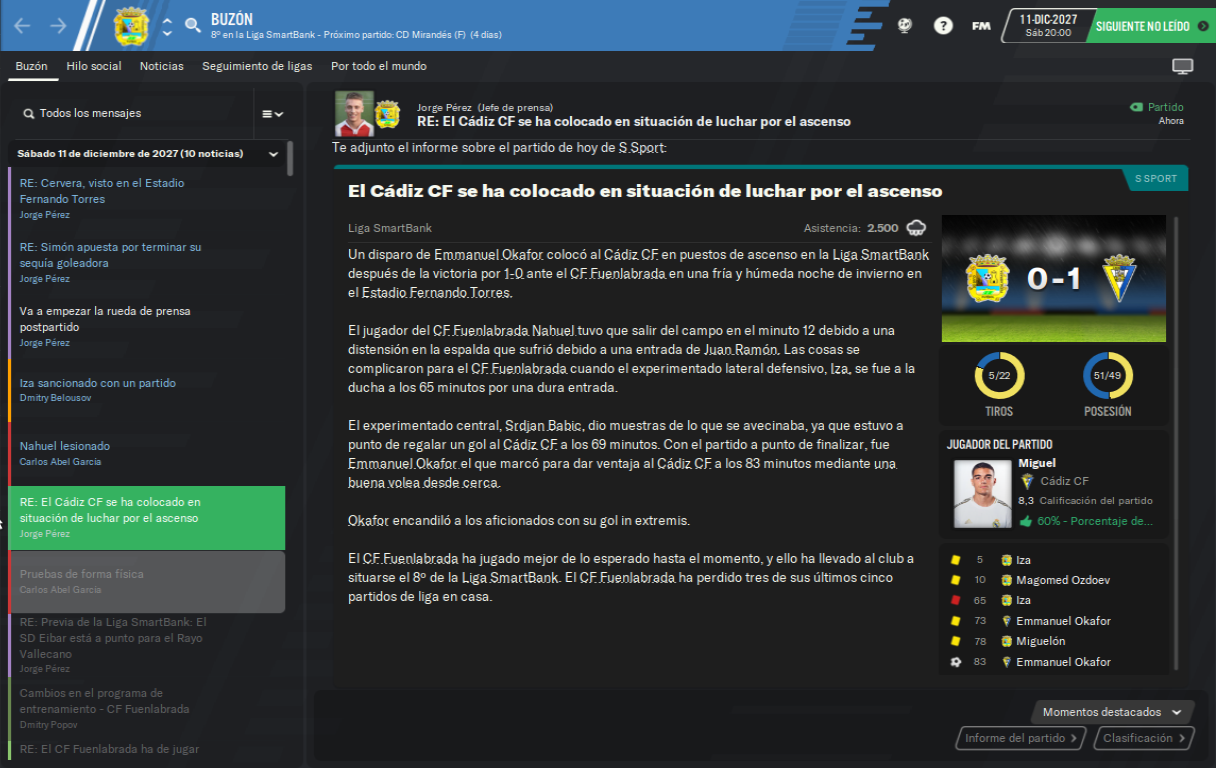 BUZÓN
8º en la Liga SmartBank - Próximo partido: CD Mirandés (F) (4 días)
?
FM
11-DIC-2027
Sáb 20:00
SIGUIENTE NO LEÍDO
Buzón
Hilo social
Noticias
Seguimiento de ligas
Por todo el mundo
Todos los mensajes
Sábado 11 de diciembre de 2027 (10 noticias)
RE: Cervera, visto en el Estadio
Fernando Torres
Jorge Pérez
RE: Simón apuesta por terminar su
sequía goleadora
Jorge Pérez
Va a empezar la rueda de prensa
postpartido
Jorge Pérez
Iza sancionado con un partido
Dmitry Belousov
Nahuel lesionado
Carlos Abel García
RE: El Cádiz CF se ha colocado en
situación de luchar por el ascenso
Jorge Pérez
Pruebas de forma física
Carlos Abel García
RE: Previa de la Liga SmartBank: El
SD Eibar está a punto para el Rayo
Vallecano
Jorge Pérez
Cambios en el programa de
entrenamiento - CF Fuenlabrada
Dmitry Popov
RE: El CF Fuenlabrada ha de jugar
Jorge Pérez (Jefe de prensa)
RE: El Cádiz CF se ha colocado en situación de luchar por el ascenso
Partido
Ahora
Te adjunto el informe sobre el partido de hoy de S Sport:
S SPORT
El Cádiz CF se ha colocado en situación de luchar por el ascenso
Liga SmartBank
Asistencia: 2.500
Un disparo de Emmanuel Okafor colocó al Cádiz CF en puestos de ascenso en la Liga SmartBank
después de la victoria por 1-0 ante el CF Fuenlabrada en una fría y húmeda noche de invierno en
el Estadio Fernando Torres.
El jugador del CF Fuenlabrada Nahuel tuvo que salir del campo en el minuto 12 debido a una
distensión en la espalda que sufrió debido a una entrada de Juan Ramón. Las cosas se
complicaron para el CF Fuenlabrada cuando el experimentado lateral defensivo, Iza, se fue a la
ducha a los 65 minutos por una dura entrada.
El experimentado central, Srdjan Babic, dio muestras de lo que se avecinaba, ya que estuvo a
punto de regalar un gol al Cádiz CF a los 69 minutos. Con el partido a punto de finalizar, fue
Emmanuel Okafor el que marcó para dar ventaja al Cádiz CF a los 83 minutos mediante una
buena volea desde cerca.
Okafor encandiló a los aficionados con su gol in extremis.
El CF Fuenlabrada ha jugado mejor de lo esperado hasta el momento, y ello ha llevado al club a
situarse el 8º de la Liga SmartBank. El CF Fuenlabrada ha perdido tres de sus últimos cinco
partidos de liga en casa.
0 - 1
5/22
TIROS
51/49
POSESIÓN
JUGADOR DEL PARTIDO
Miguel
Cádiz CF
8,3 Calificación del partido
60% - Porcentaje de...
5 Iza
10 Magomed Ozdoev
65 Iza
73 Emmanuel Okafor
78 Miguelón
83 Emmanuel Okafor
Momentos destacados
Informe del partido
Clasificación